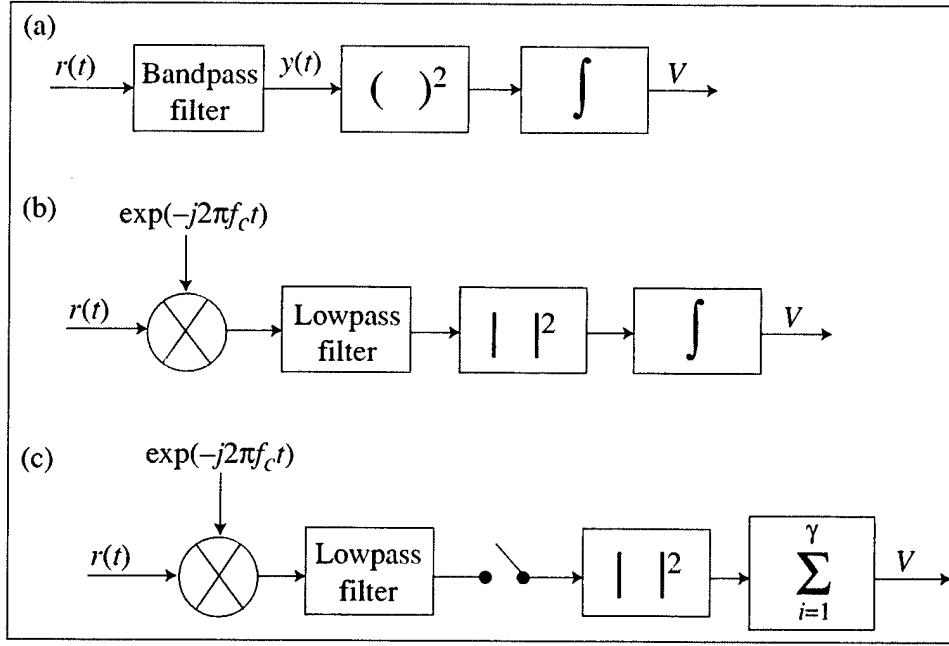 (a)
r(t)
Bandpass
filter
y(t)
(  )²
∫
V
(b)
exp(–j2πf_c t)
r(t)
Lowpass
filter
|  |²
∫
V
(c)
exp(–j2πf_c t)
r(t)
Lowpass
filter
|  |²
γ
∑
i=1
V